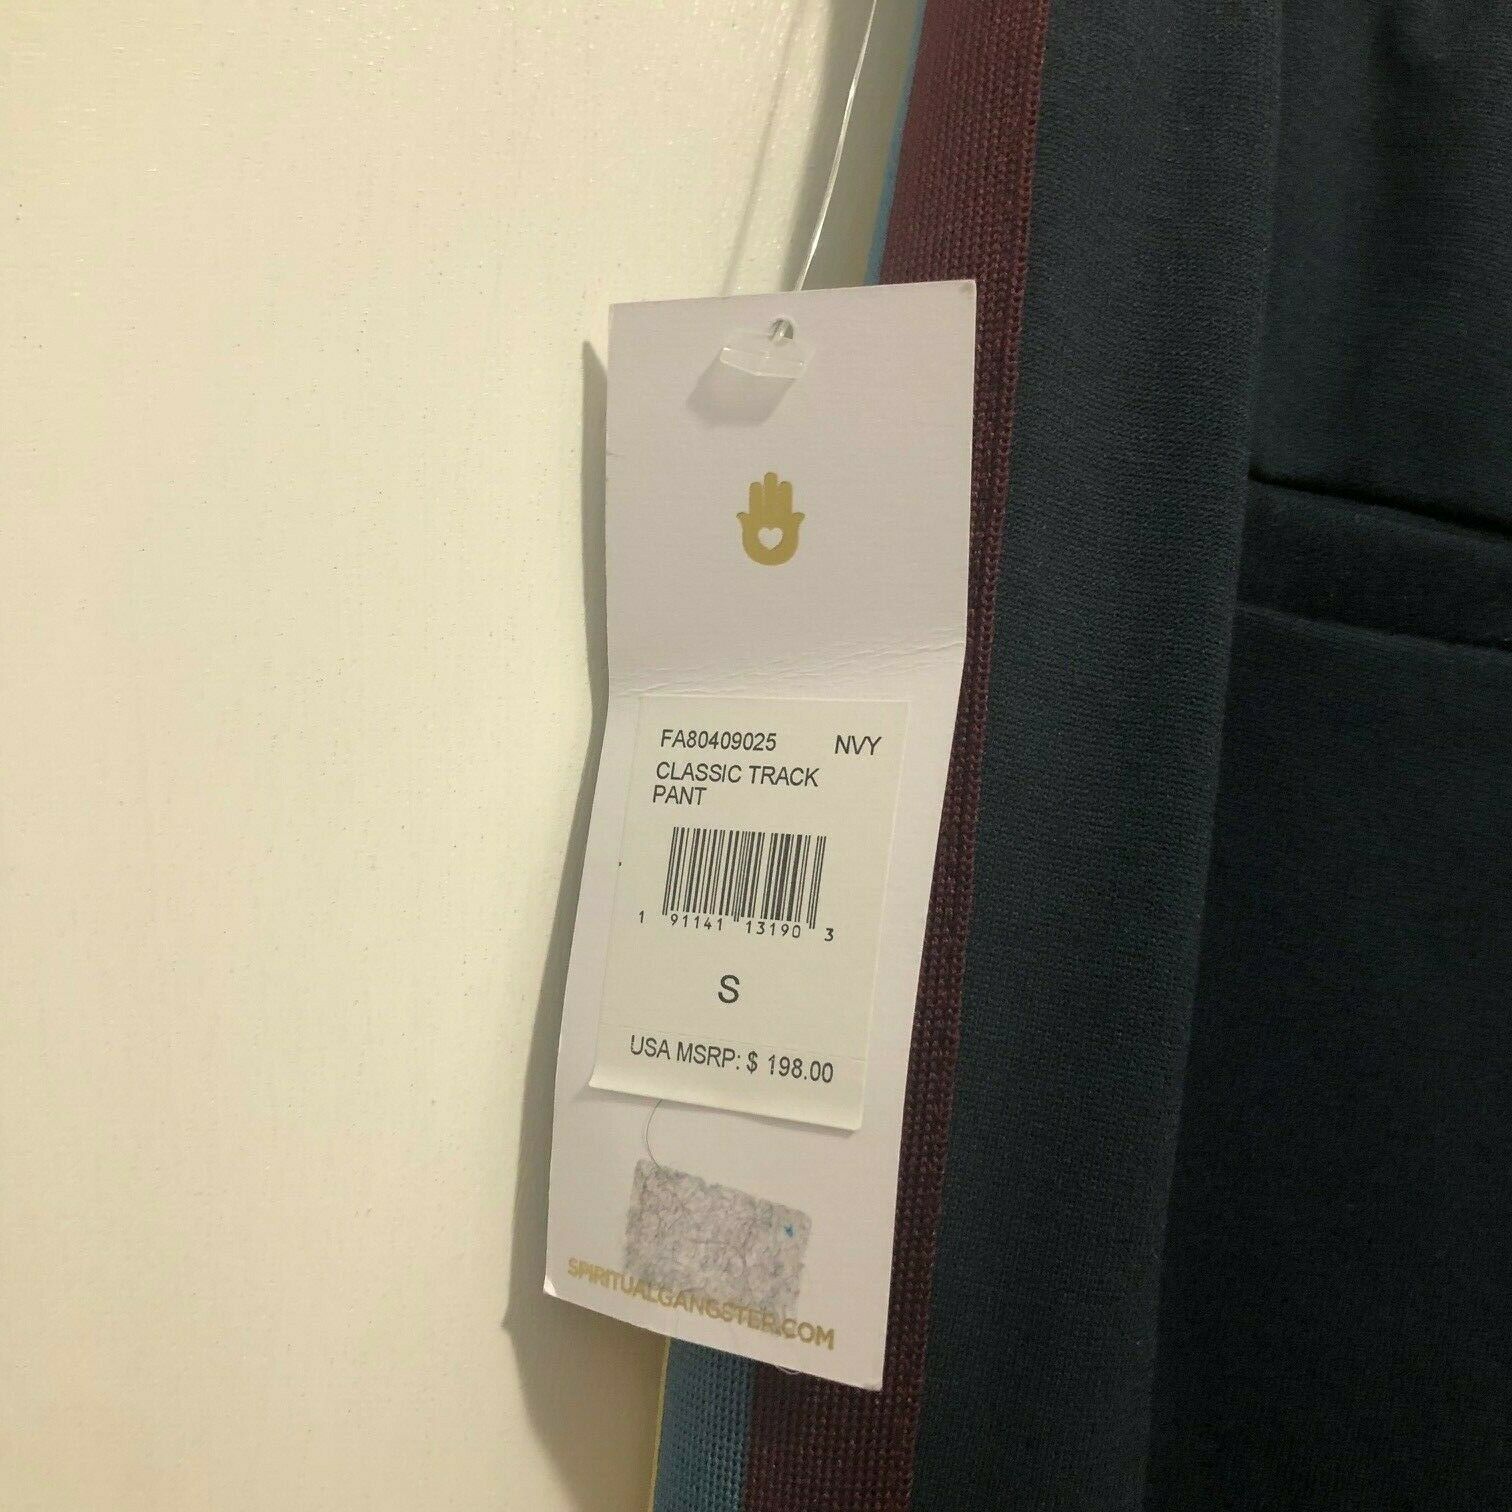 FA80409025 NVY
CLASSIC TRACK
PANT
1 91141 13190 3
S
USA MSRP: $ 198.00
SPIRITUALGANGSTER.COM